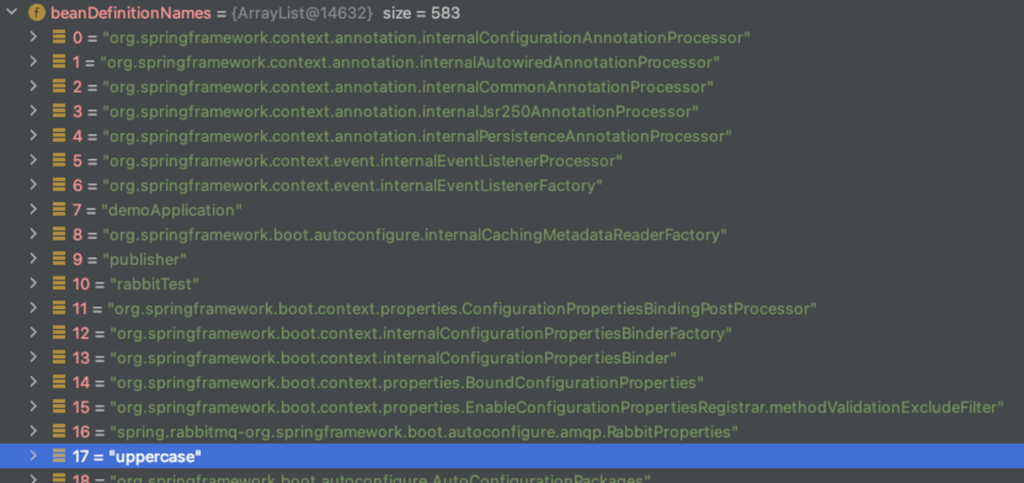 beanDefinitionNames = {ArrayList@14632} size = 583
0 = "org.springframework.context.annotation.internalConfigurationAnnotationProcessor"
1 = "org.springframework.context.annotation.internalAutowiredAnnotationProcessor"
2 = "org.springframework.context.annotation.internalCommonAnnotationProcessor"
3 = "org.springframework.context.annotation.internalJsr250AnnotationProcessor"
4 = "org.springframework.context.annotation.internalPersistenceAnnotationProcessor"
5 = "org.springframework.context.event.internalEventListenerProcessor"
6 = "org.springframework.context.event.internalEventListenerFactory"
7 = "demoApplication"
8 = "org.springframework.boot.autoconfigure.internalCachingMetadataReaderFactory"
9 = "publisher"
10 = "rabbitTest"
11 = "org.springframework.boot.context.properties.ConfigurationPropertiesBindingPostProcessor"
12 = "org.springframework.boot.context.internalConfigurationPropertiesBinderFactory"
13 = "org.springframework.boot.context.internalConfigurationPropertiesBinder"
14 = "org.springframework.boot.context.properties.BoundConfigurationProperties"
15 = "org.springframework.boot.context.properties.EnableConfigurationPropertiesRegistrar.methodValidationExcludeFilter"
16 = "spring.rabbitmq-org.springframework.boot.autoconfigure.amqp.RabbitProperties"
17 = "uppercase"
18 = "org.springframework.boot.autoconfigure.AutoConfigurationPackages"